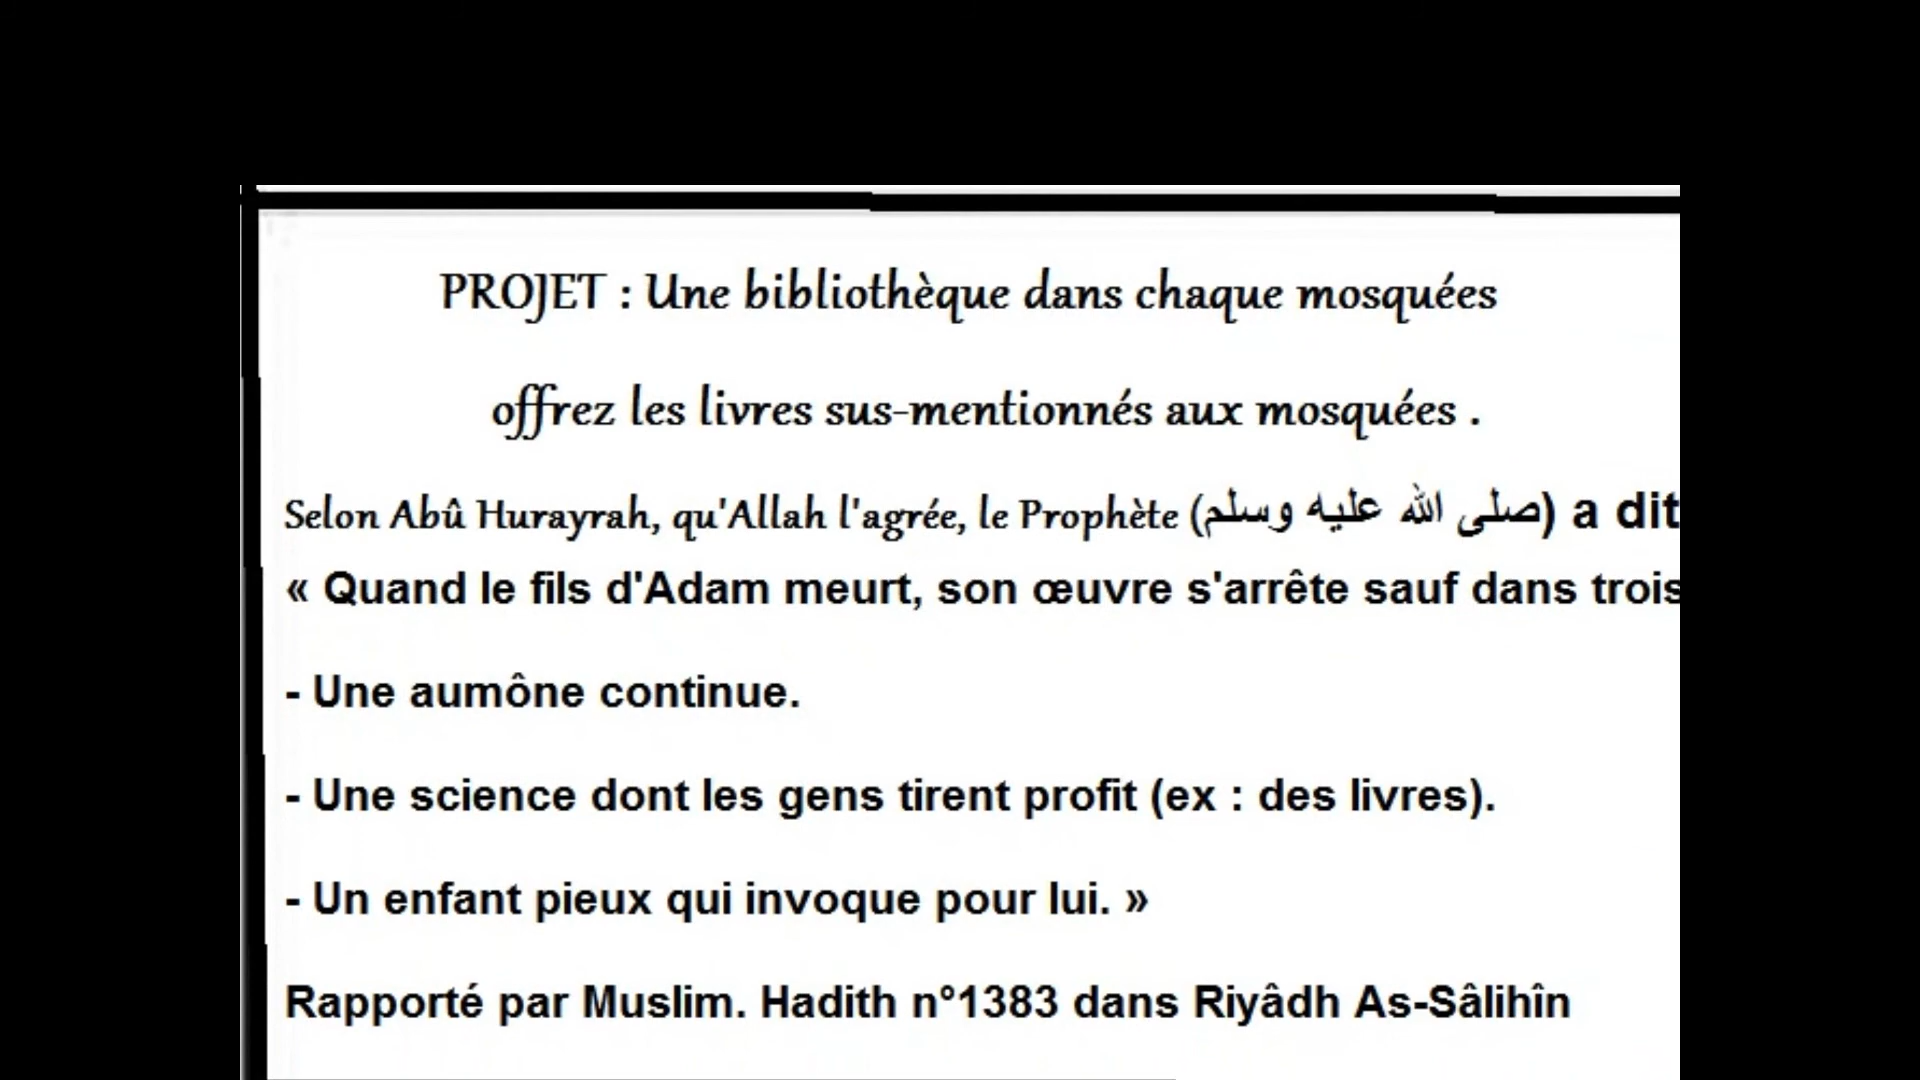 PROJET : Une bibliothèque dans chaque mosquées
offrez les livres sus-mentionnés aux mosquées .
Selon Abû Hurayrah, qu'Allah l'agrée, le Prophète (صلى الله عليه وسلم) a dit
« Quand le fils d'Adam meurt, son œuvre s'arrête sauf dans trois
- Une aumône continue.
- Une science dont les gens tirent profit (ex : des livres).
- Un enfant pieux qui invoque pour lui. »
Rapporté par Muslim. Hadith n°1383 dans Riyâdh As-Sâlihîn